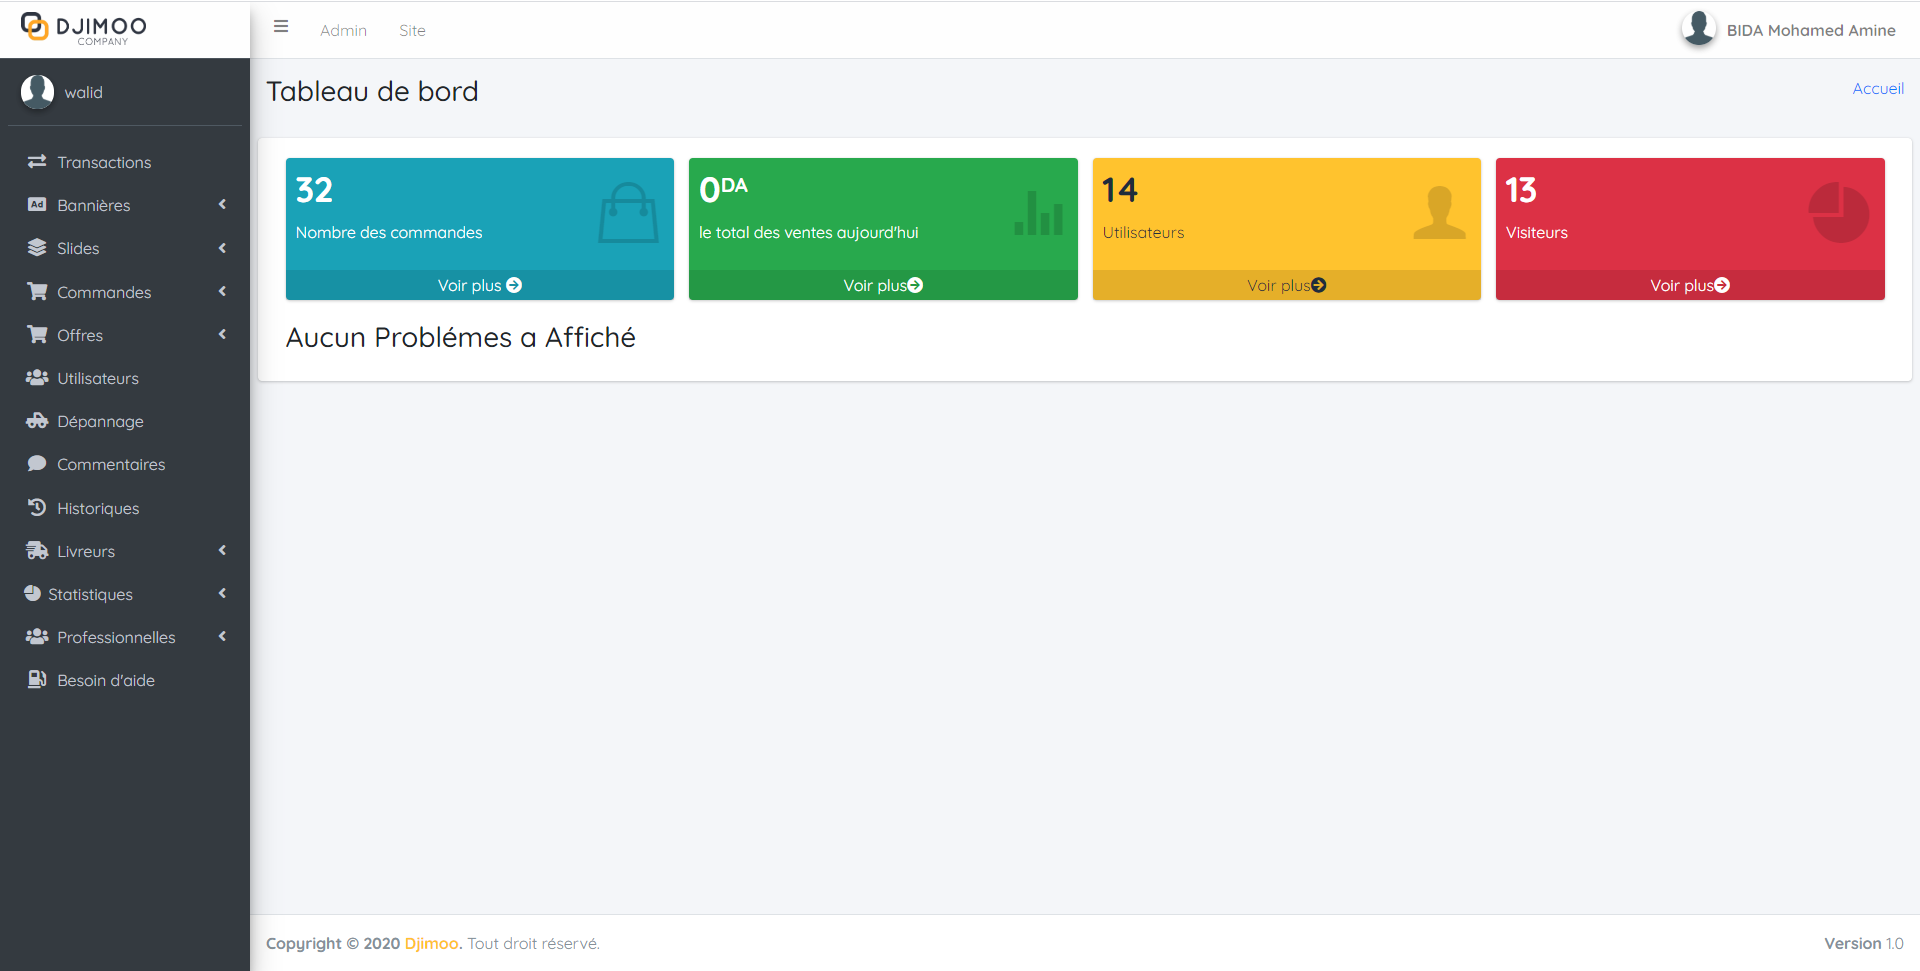 DJIMOO
COMPANY
Admin
Site
BIDA Mohamed Amine
walid
Transactions
Bannières
Slides
Commandes
Offres
Utilisateurs
Dépannage
Commentaires
Historiques
Livreurs
Statistiques
Professionnelles
Besoin d'aide
Tableau de bord
Accueil
32
Nombre des commandes
Voir plus
0DA
le total des ventes aujourd'hui
Voir plus
14
Utilisateurs
Voir plus
13
Visiteurs
Voir plus
Aucun Problémes a Affiché
Copyright © 2020 Djimoo. Tout droit réservé.
Version 1.0